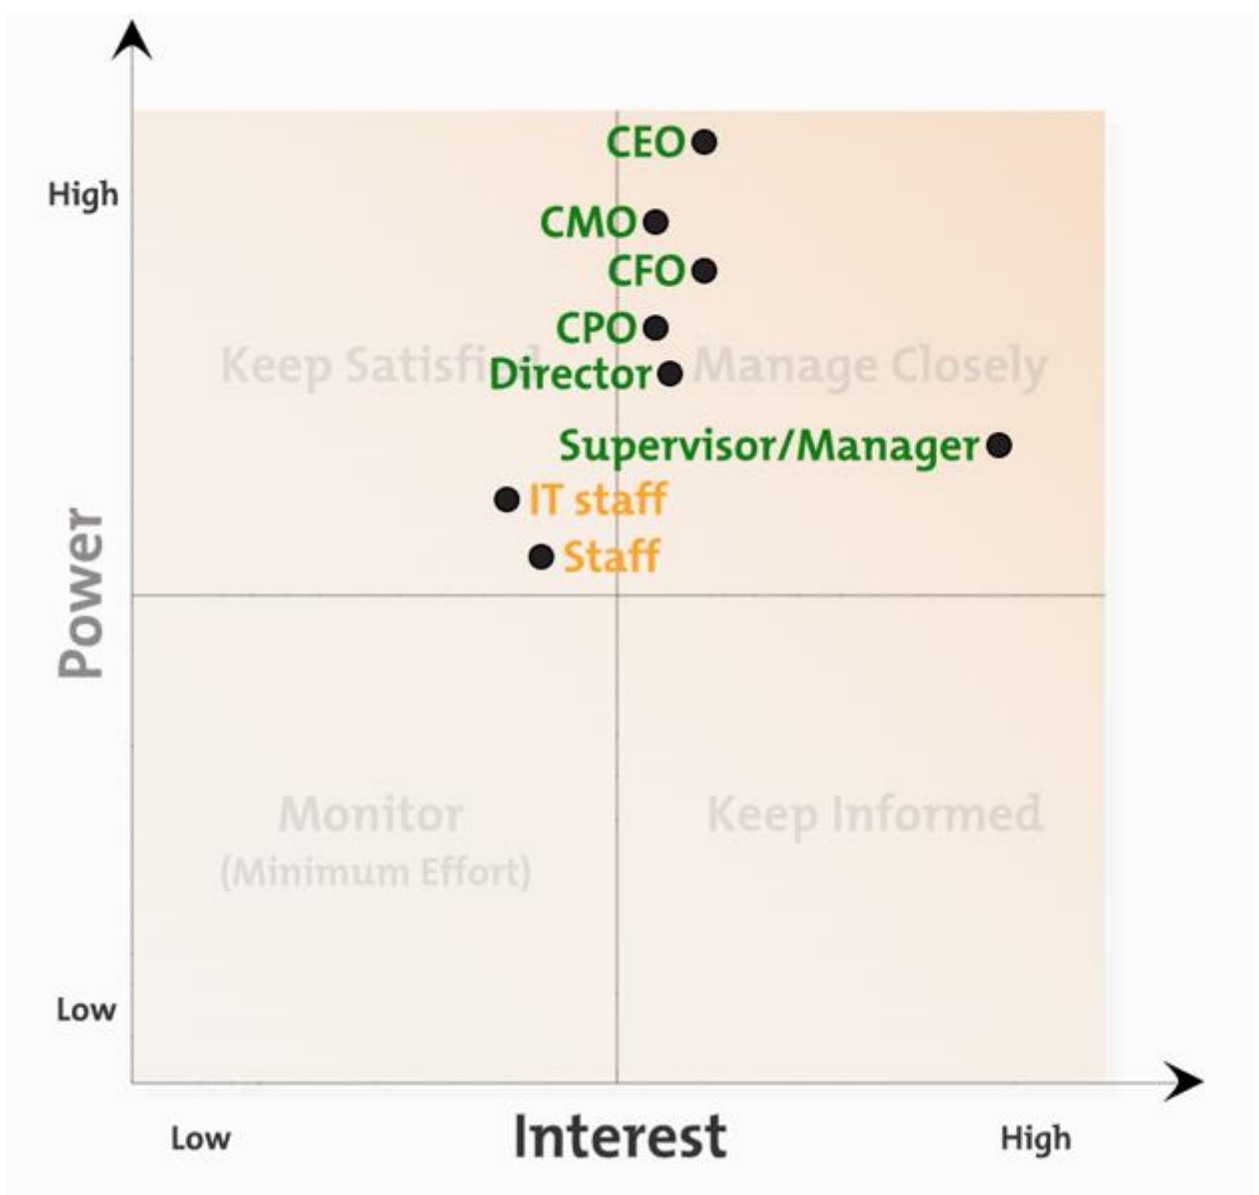 CEO
High
CMO
CFO
CPO
Keep Satisfied
Manage Closely
Director
Supervisor/Manager
IT staff
Staff
Power
Monitor
(Minimum Effort)
Keep Informed
Low
Low
Interest
High